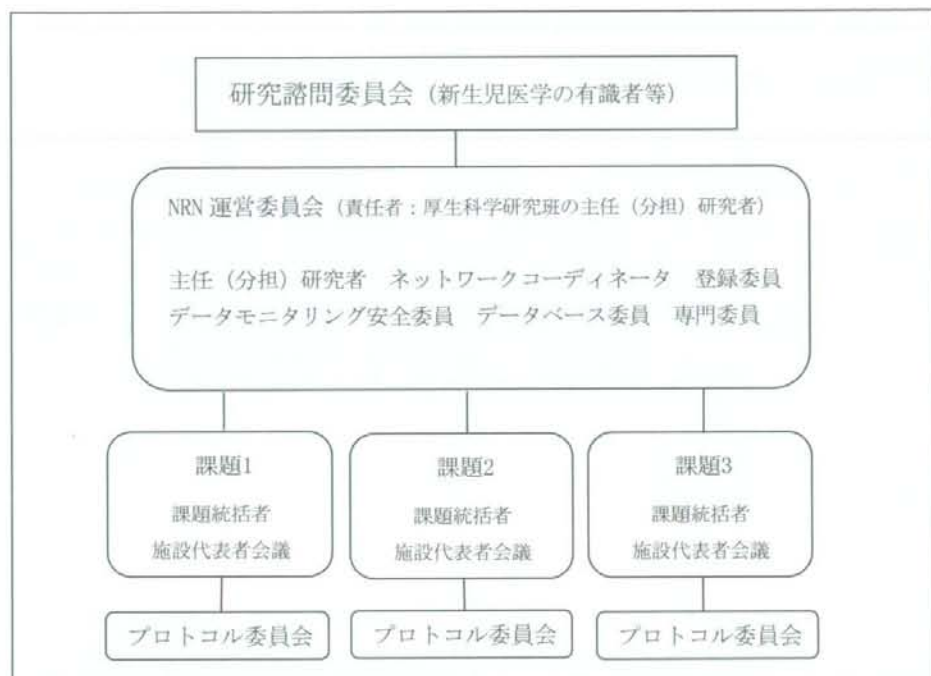 研究諮問委員会（新生児医学の有識者等）
NRN 運営委員会（責任者：厚生科学研究班の主任（分担）研究者）
主任（分担）研究者　ネットワークコーディネータ　登録委員
データモニタリング安全委員　データベース委員　専門委員
課題1
課題統括者
施設代表者会議
プロトコル委員会
課題2
課題統括者
施設代表者会議
プロトコル委員会
課題3
課題統括者
施設代表者会議
プロトコル委員会